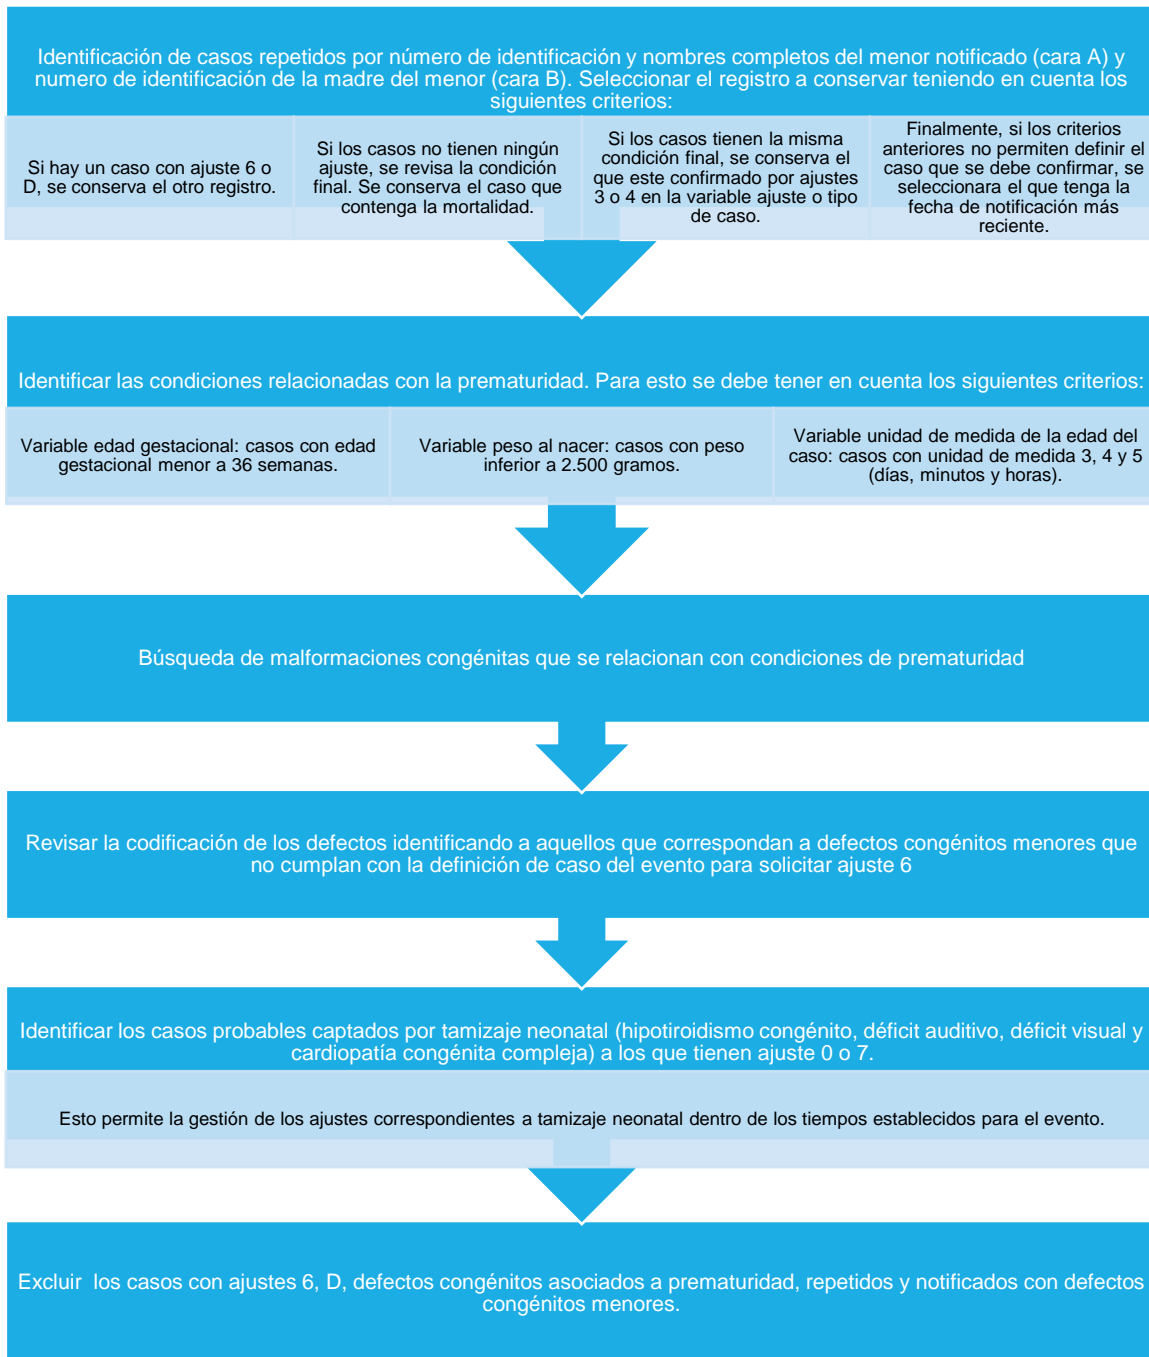 Identificación de casos repetidos por número de identificación y nombres completos del menor notificado (cara A) y
numero de identificación de la madre del menor (cara B). Seleccionar el registro a conservar teniendo en cuenta los
siguientes criterios:
Si hay un caso con ajuste 6 o
D, se conserva el otro registro.
Si los casos no tienen ningún
ajuste, se revisa la condición
final. Se conserva el caso que
contenga la mortalidad.
Si los casos tienen la misma
condición final, se conserva el
que este confirmado por ajustes
3 o 4 en la variable ajuste o tipo
de caso.
Finalmente, si los criterios
anteriores no permiten definir el
caso que se debe confirmar, se
seleccionara el que tenga la
fecha de notificación más
reciente.
Identificar las condiciones relacionadas con la prematuridad. Para esto se debe tener en cuenta los siguientes criterios:
Variable edad gestacional: casos con edad
gestacional menor a 36 semanas.
Variable peso al nacer: casos con peso
inferior a 2.500 gramos.
Variable unidad de medida de la edad del
caso: casos con unidad de medida 3, 4 y 5
(días, minutos y horas).
Búsqueda de malformaciones congénitas que se relacionan con condiciones de prematuridad
Revisar la codificación de los defectos identificando a aquellos que correspondan a defectos congénitos menores que
no cumplan con la definición de caso del evento para solicitar ajuste 6
Identificar los casos probables captados por tamizaje neonatal (hipotiroidismo congénito, déficit auditivo, déficit visual y
cardiopatía congénita compleja) a los que tienen ajuste 0 o 7.
Esto permite la gestión de los ajustes correspondientes a tamizaje neonatal dentro de los tiempos establecidos para el evento.
Excluir  los casos con ajustes 6, D, defectos congénitos asociados a prematuridad, repetidos y notificados con defectos
congénitos menores.